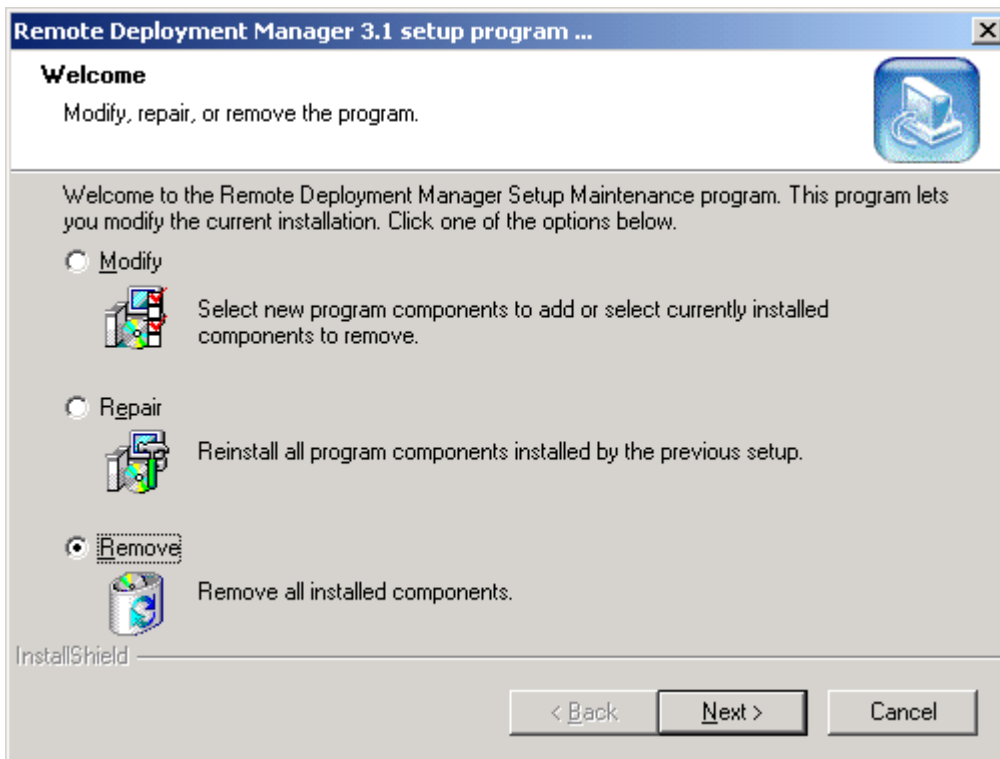 Remote Deployment Manager 3.1 setup program ...
Welcome
Modify, repair, or remove the program.
Welcome to the Remote Deployment Manager Setup Maintenance program. This program lets
you modify the current installation. Click one of the options below.
Modify
Select new program components to add or select currently installed
components to remove.
Repair
Reinstall all program components installed by the previous setup.
Remove
Remove all installed components.
InstallShield
< Back
Next >
Cancel